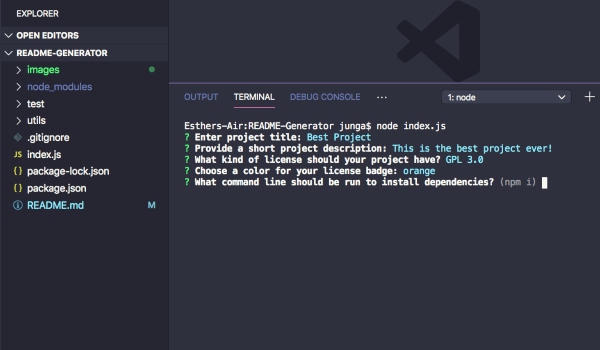 EXPLORER
OPEN EDITORS
README-GENERATOR
images
node_modules
test
utils
.gitignore
JS index.js
{ } package-lock.json
{ } package.json
README.md M
OUTPUT TERMINAL DEBUG CONSOLE ··· 1: node
Esthers-Air:README-Generator junga$ node index.js
? Enter project title: Best Project
? Provide a short project description: This is the best project ever!
? What kind of license should your project have? GPL 3.0
? Choose a color for your license badge: orange
? What command line should be run to install dependencies? (npm i)